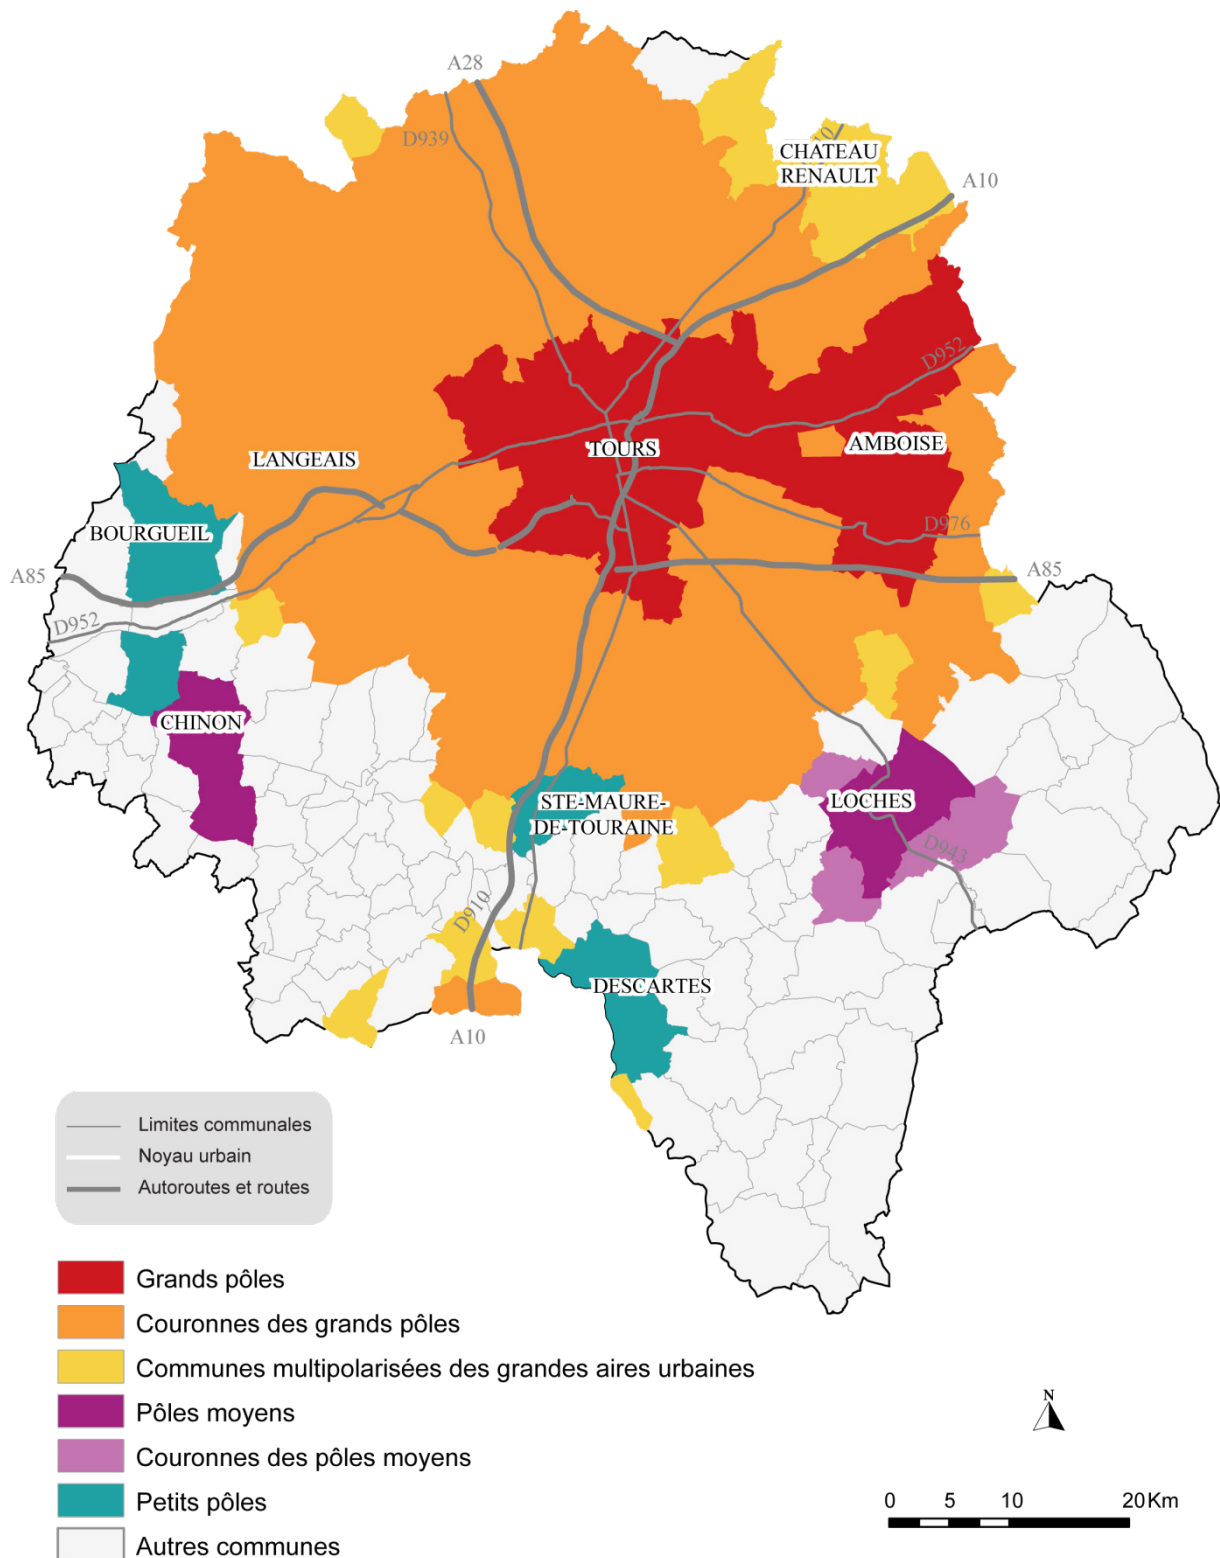 A28
D939
CHATEAU
RENAULT
A10
D952
TOURS
AMBOISE
LANGEAIS
BOURGUEIL
D976
A85
A85
D952
CHINON
STE-MAURE-
DE-TOURAINE
LOCHES
D943
D910
DESCARTES
A10
Limites communales
Noyau urbain
Autoroutes et routes
Grands pôles
Couronnes des grands pôles
Communes multipolarisées des grandes aires urbaines
Pôles moyens
Couronnes des pôles moyens
Petits pôles
Autres communes
N
0 5 10 20Km